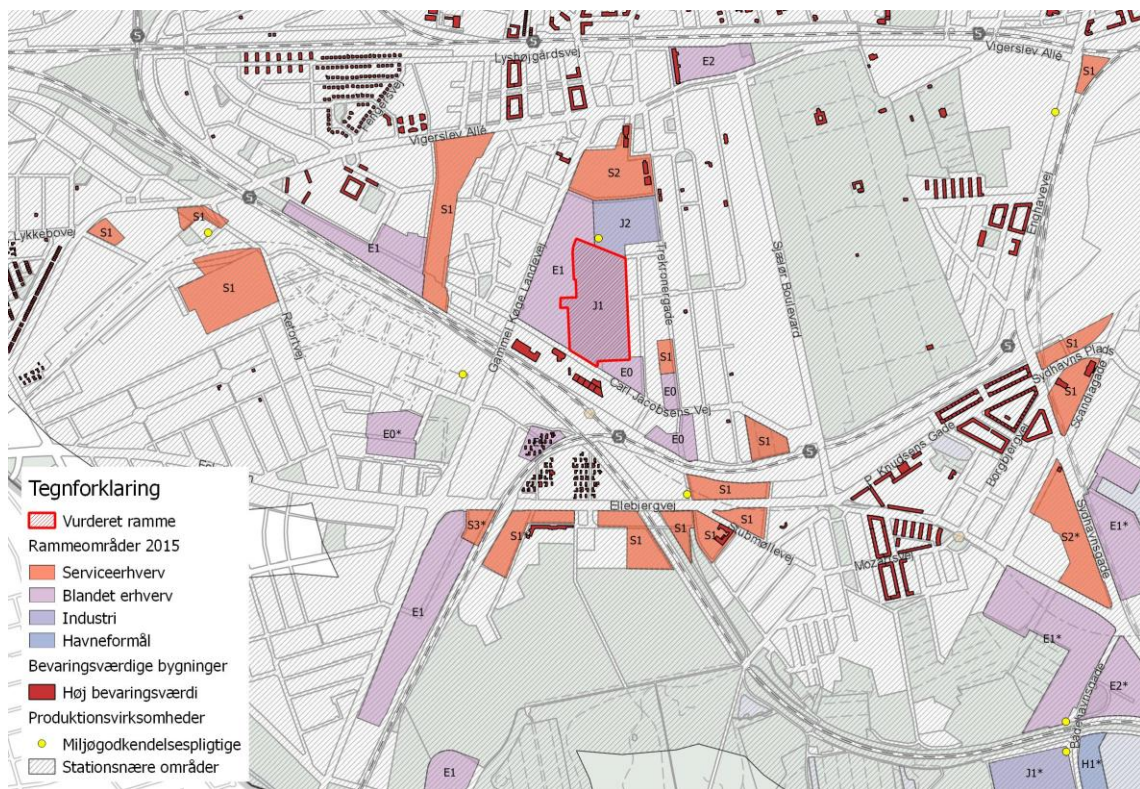 S
S
S
Lyshøjgårdsvej
E2
Vigerslev Allé
S1
Vigerslev Allé
S2
S1
S
S1
S1
Lykkebovej
E1
J2
Enghavevej
S1
Retortvej
Gammel Køge Landevej
E1
Trekronergade
Sjælør Boulevard
J1
S1
S
S1
Sydhavns Plads
E0
E0
Carl Jacobsens Vej
S1
Scandiagade
E0*
E0
S
S1
S
P. Knudsens Gade
Borgbjergvej
S1
Ellebjergvej
S3*
S1
S1
S1
S1
S1
Stubmøllevej
Mozartsvej
S2*
Sydhavnsgade
E1*
E1
E1*
E2*
Bådehavnsgade
E1
J1*
H1*
Tegnforklaring
Vurderet ramme
Rammeområder 2015
Serviceerhverv
Blandet erhverv
Industri
Havneformål
Bevaringsværdige bygninger
Høj bevaringsværdi
Produktionsvirksomheder
Miljøgodkendelsespligtige
Stationsnære områder